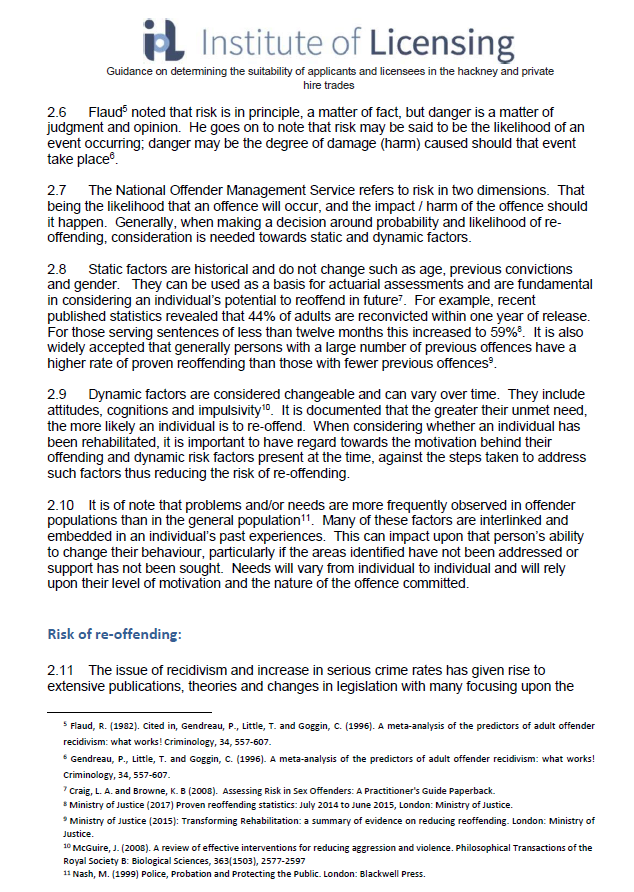 Institute of Licensing
Guidance on determining the suitability of applicants and licensees in the hackney and private
hire trades
2.6 Flaud⁵ noted that risk is in principle, a matter of fact, but danger is a matter of
judgment and opinion. He goes on to note that risk may be said to be the likelihood of an
event occurring; danger may be the degree of damage (harm) caused should that event
take place⁶.
2.7 The National Offender Management Service refers to risk in two dimensions. That
being the likelihood that an offence will occur, and the impact / harm of the offence should
it happen. Generally, when making a decision around probability and likelihood of re-
offending, consideration is needed towards static and dynamic factors.
2.8 Static factors are historical and do not change such as age, previous convictions
and gender. They can be used as a basis for actuarial assessments and are fundamental
in considering an individual's potential to reoffend in future⁷. For example, recent
published statistics revealed that 44% of adults are reconvicted within one year of release.
For those serving sentences of less than twelve months this increased to 59%⁸. It is also
widely accepted that generally persons with a large number of previous offences have a
higher rate of proven reoffending than those with fewer previous offences⁹.
2.9 Dynamic factors are considered changeable and can vary over time. They include
attitudes, cognitions and impulsivity¹⁰. It is documented that the greater their unmet need,
the more likely an individual is to re-offend. When considering whether an individual has
been rehabilitated, it is important to have regard towards the motivation behind their
offending and dynamic risk factors present at the time, against the steps taken to address
such factors thus reducing the risk of re-offending.
2.10 It is of note that problems and/or needs are more frequently observed in offender
populations than in the general population¹¹. Many of these factors are interlinked and
embedded in an individual's past experiences. This can impact upon that person's ability
to change their behaviour, particularly if the areas identified have not been addressed or
support has not been sought. Needs will vary from individual to individual and will rely
upon their level of motivation and the nature of the offence committed.
Risk of re-offending:
2.11 The issue of recidivism and increase in serious crime rates has given rise to
extensive publications, theories and changes in legislation with many focusing upon the
⁵ Flaud, R. (1982). Cited in, Gendreau, P., Little, T. and Goggin, C. (1996). A meta-analysis of the predictors of adult offender
recidivism: what works! Criminology, 34, 557-607.
⁶ Gendreau, P., Little, T. and Goggin, C. (1996). A meta-analysis of the predictors of adult offender recidivism: what works!
Criminology, 34, 557-607.
⁷ Craig, L. A. and Browne, K. B (2008). Assessing Risk in Sex Offenders: A Practitioner's Guide Paperback.
⁸ Ministry of Justice (2017) Proven reoffending statistics: July 2014 to June 2015, London: Ministry of Justice.
⁹ Ministry of Justice (2015): Transforming Rehabilitation: a summary of evidence on reducing reoffending. London: Ministry of
Justice.
¹⁰ McGuire, J. (2008). A review of effective interventions for reducing aggression and violence. Philosophical Transactions of the
Royal Society B: Biological Sciences, 363(1503), 2577-2597
¹¹ Nash, M. (1999) Police, Probation and Protecting the Public. London: Blackwell Press.